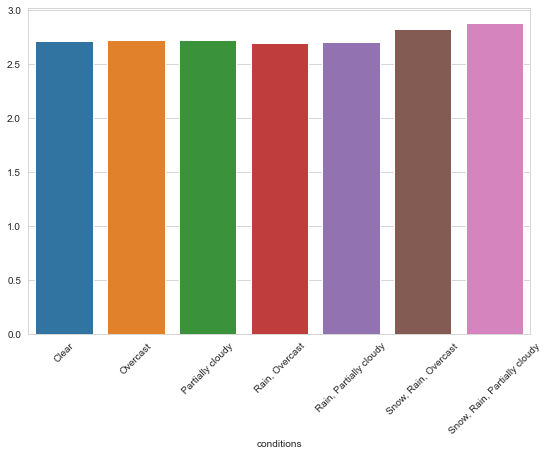 3.0
2.5
2.0
1.5
1.0
0.5
0.0
Clear
Overcast
Partially cloudy
Rain, Overcast
Rain, Partially cloudy
Snow, Rain, Overcast
Snow, Rain, Partially cloudy
conditions